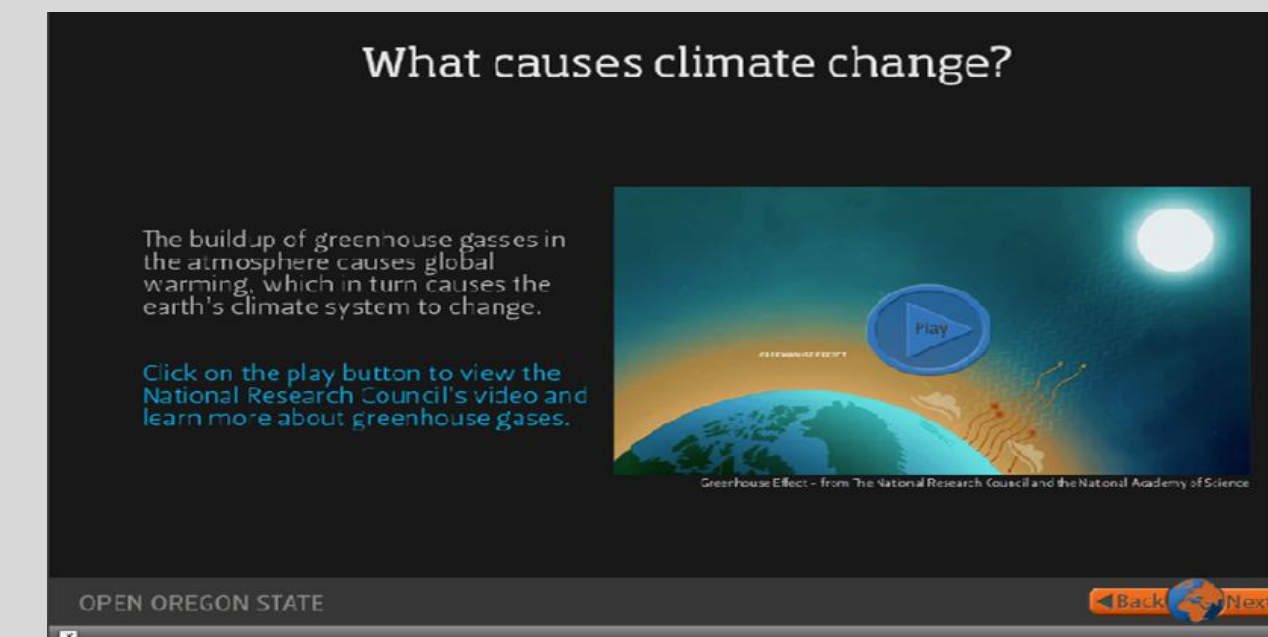 What causes climate change?
The buildup of greenhouse gasses in
the atmosphere causes global
warming, which in turn causes the
earth's climate system to change.
Click on the play button to view the
National Research Council's video and
learn more about greenhouse gases.
Play
GREENHOUSE EFFECT
Greenhouse Effect - from The National Research Council and the National Academy of Science
OPEN OREGON STATE
Back
Next